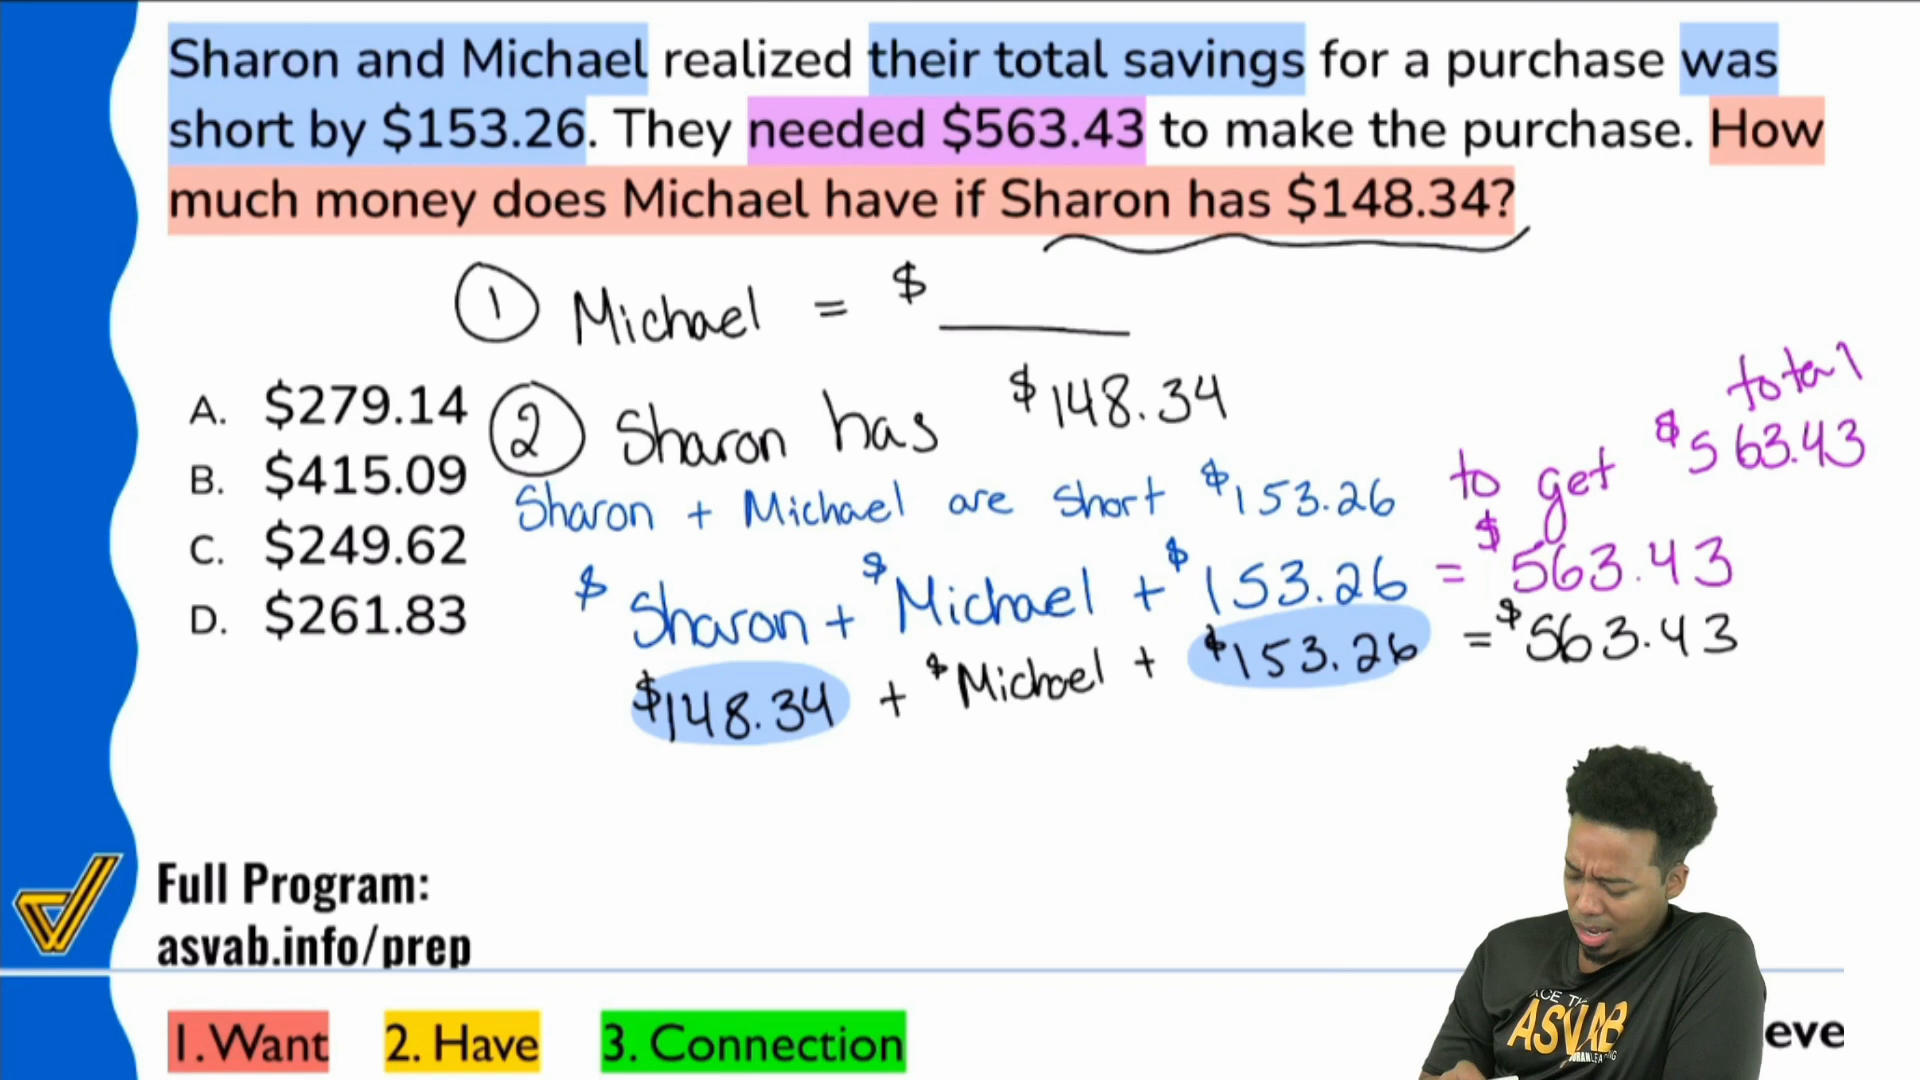 Sharon and Michael realized their total savings for a purchase was
short by $153.26. They needed $563.43 to make the purchase. How
much money does Michael have if Sharon has $148.34?
1 Michael = $
A. $279.14
B. $415.09
C. $249.62
D. $261.83
2 Sharon has $148.34
total
Sharon + Michael are short $153.26 to get $563.43
$ Sharon + $ Michael + $153.26 = $563.43
$148.34 + $Michael + $153.26 = $563.43
Full Program:
asvab.info/prep
1. Want 2. Have 3. Connection eve
ASVAB